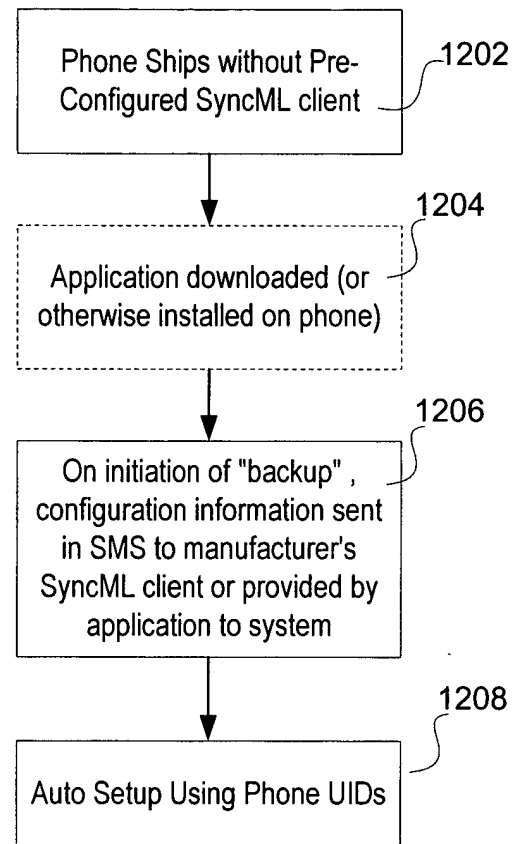 Phone Ships without Pre-
Configured SyncML client
1202
1204
Application downloaded (or
otherwise installed on phone)
1206
On initiation of "backup" ,
configuration information sent
in SMS to manufacturer's
SyncML client or provided by
application to system
1208
Auto Setup Using Phone UIDs